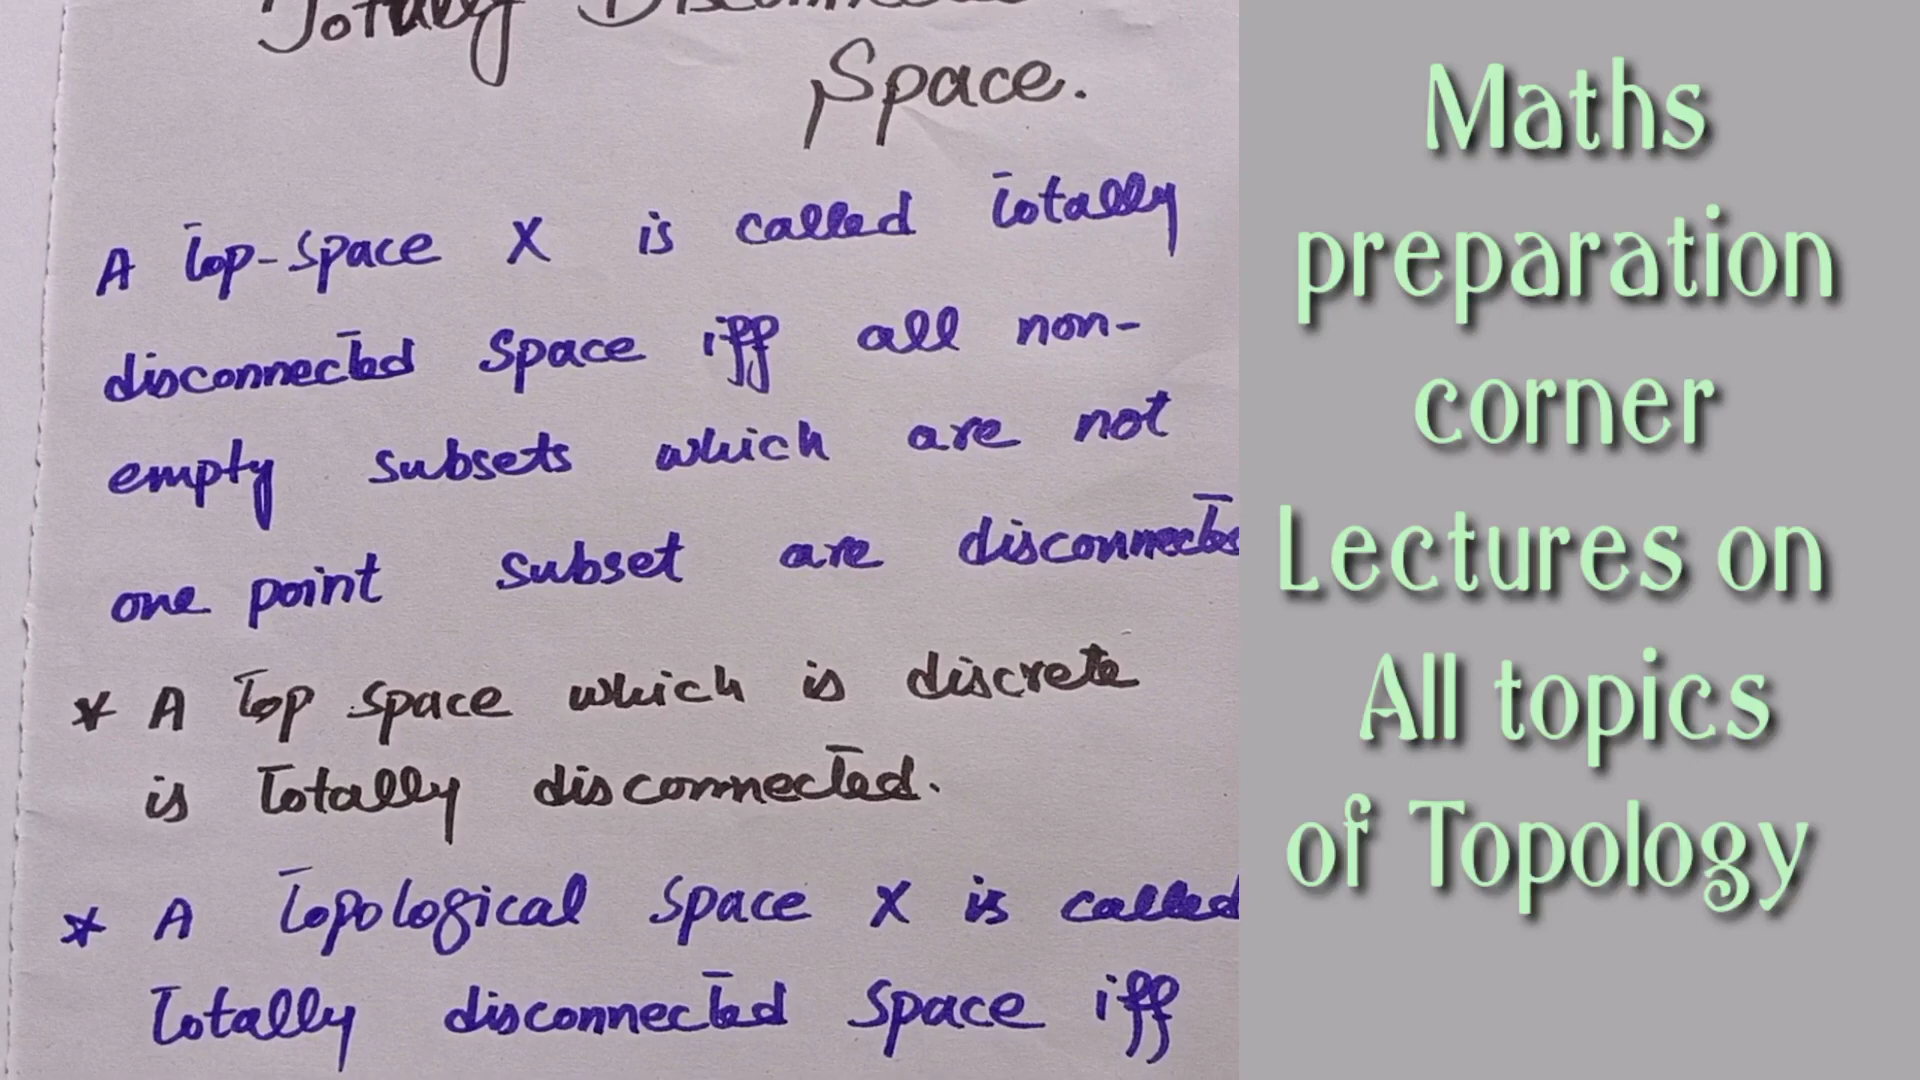 Totally Disconnected
Space.
A top-space X is called totally
disconnected space iff all non-
empty subsets which are not
one point subset are disconnected
* A top space which is discrete
is totally disconnected.
* A topological space X is called
totally disconnected space iff
Maths
preparation
corner
Lectures on
All topics
of Topology